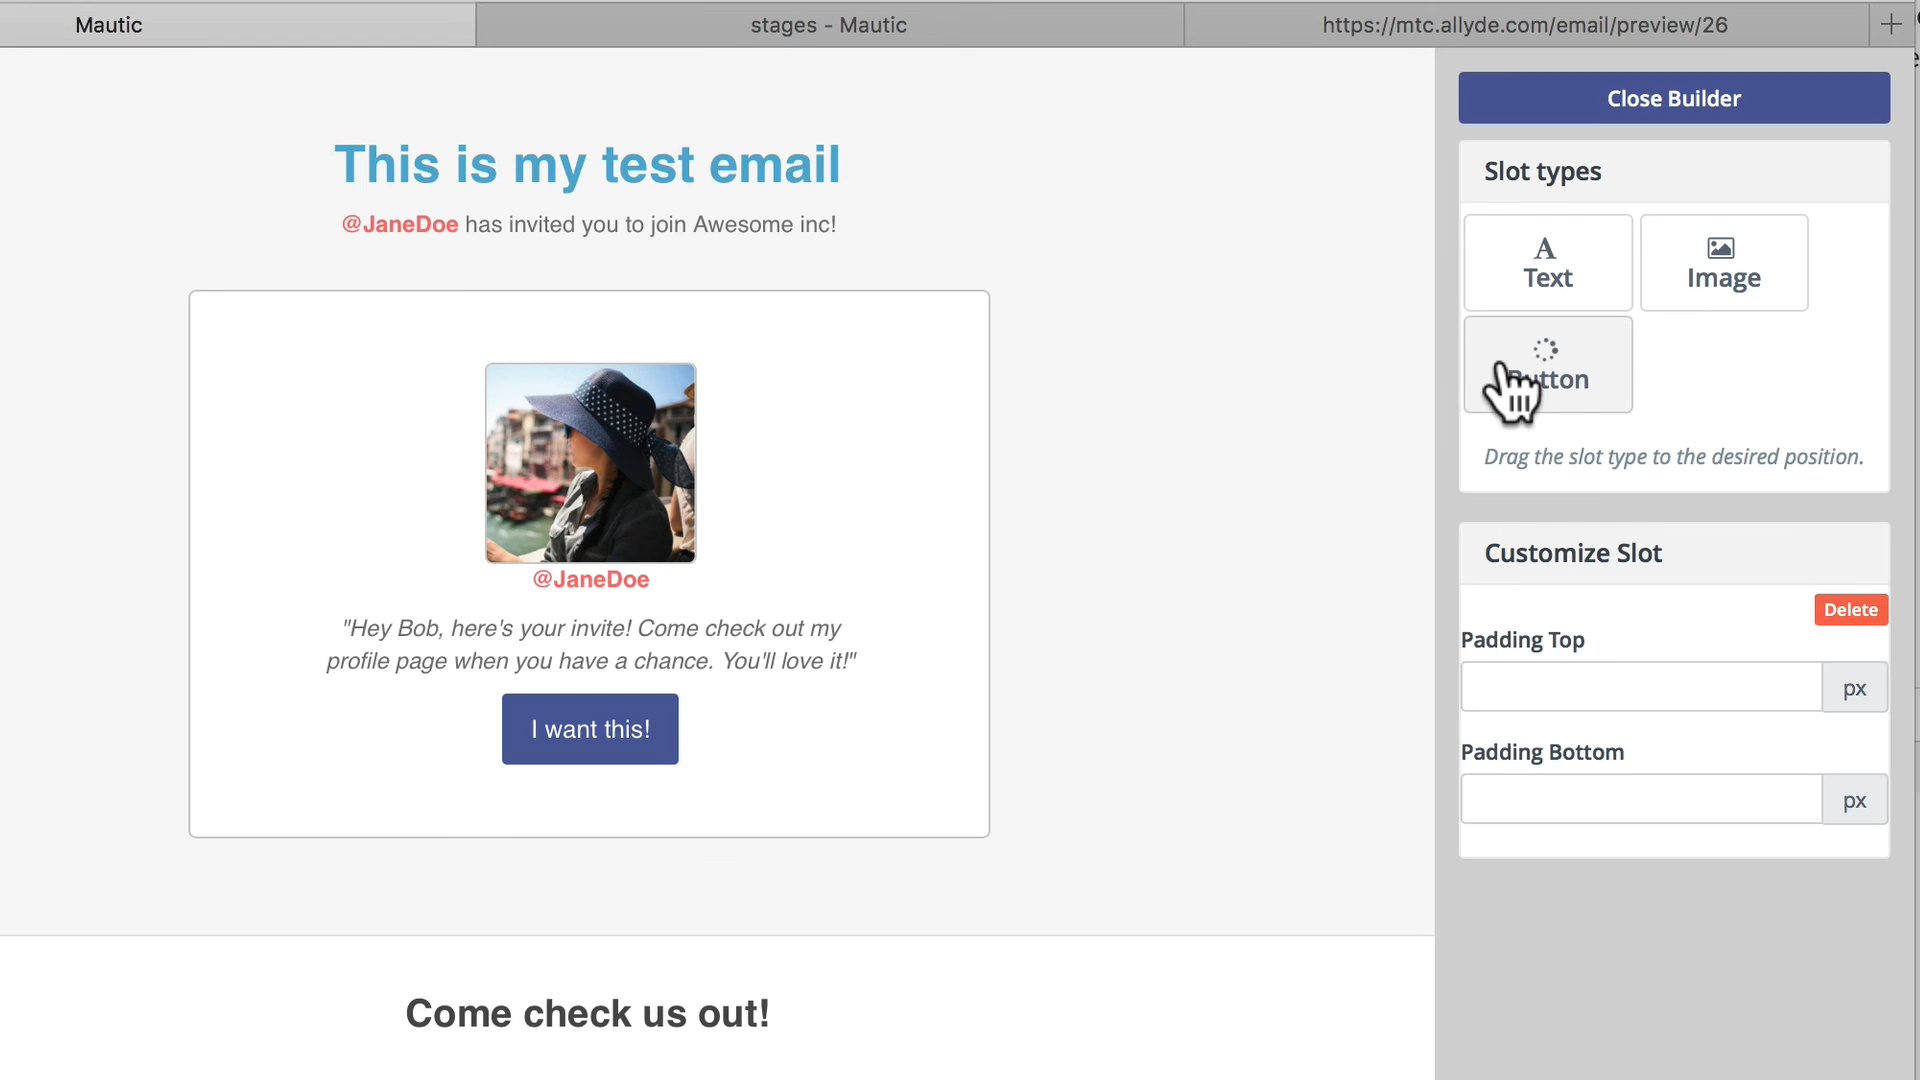 Mautic
stages - Mautic
https://mtc.allyde.com/email/preview/26
Close Builder
This is my test email
@JaneDoe has invited you to join Awesome inc!
Slot types
A
Text
Image
Button
Drag the slot type to the desired position.
@JaneDoe
"Hey Bob, here's your invite! Come check out my
profile page when you have a chance. You'll love it!"
I want this!
Customize Slot
Delete
Padding Top
px
Padding Bottom
px
Come check us out!